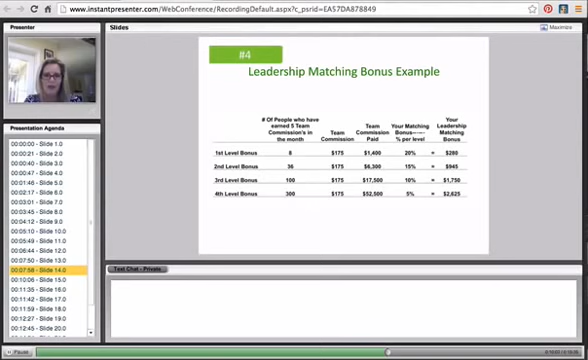 www.instantpresenter.com/WebConference/RecordingDefault.aspx?c_psrid=EA57DA878849
Presenter
Slides
Maximize
#4
Leadership Matching Bonus Example
# Of People who have earned 5 Team Commission's in the month
Team Commission
Team Commission Paid
Your Matching Bonus------ % per level
Your Leadership Matching Bonus
1st Level Bonus 8 $175 $1,400 20% = $280
2nd Level Bonus 36 $175 $6,300 15% = $945
3rd Level Bonus 100 $175 $17,500 10% = $1,750
4th Level Bonus 300 $175 $52,500 5% = $2,625
Presentation Agenda
00:00:00 - Slide 1.0
00:00:21 - Slide 2.0
00:00:40 - Slide 3.0
00:00:47 - Slide 4.0
00:01:46 - Slide 5.0
00:02:32 - Slide 6.0
00:03:01 - Slide 7.0
00:03:45 - Slide 8.0
00:04:12 - Slide 9.0
00:05:10 - Slide 10.0
00:05:49 - Slide 11.0
00:06:44 - Slide 12.0
00:07:50 - Slide 13.0
00:07:58 - Slide 14.0
00:10:06 - Slide 15.0
00:11:35 - Slide 16.0
00:11:42 - Slide 17.0
00:11:59 - Slide 18.0
00:12:27 - Slide 19.0
00:12:45 - Slide 20.0
Text Chat - Private
Pause